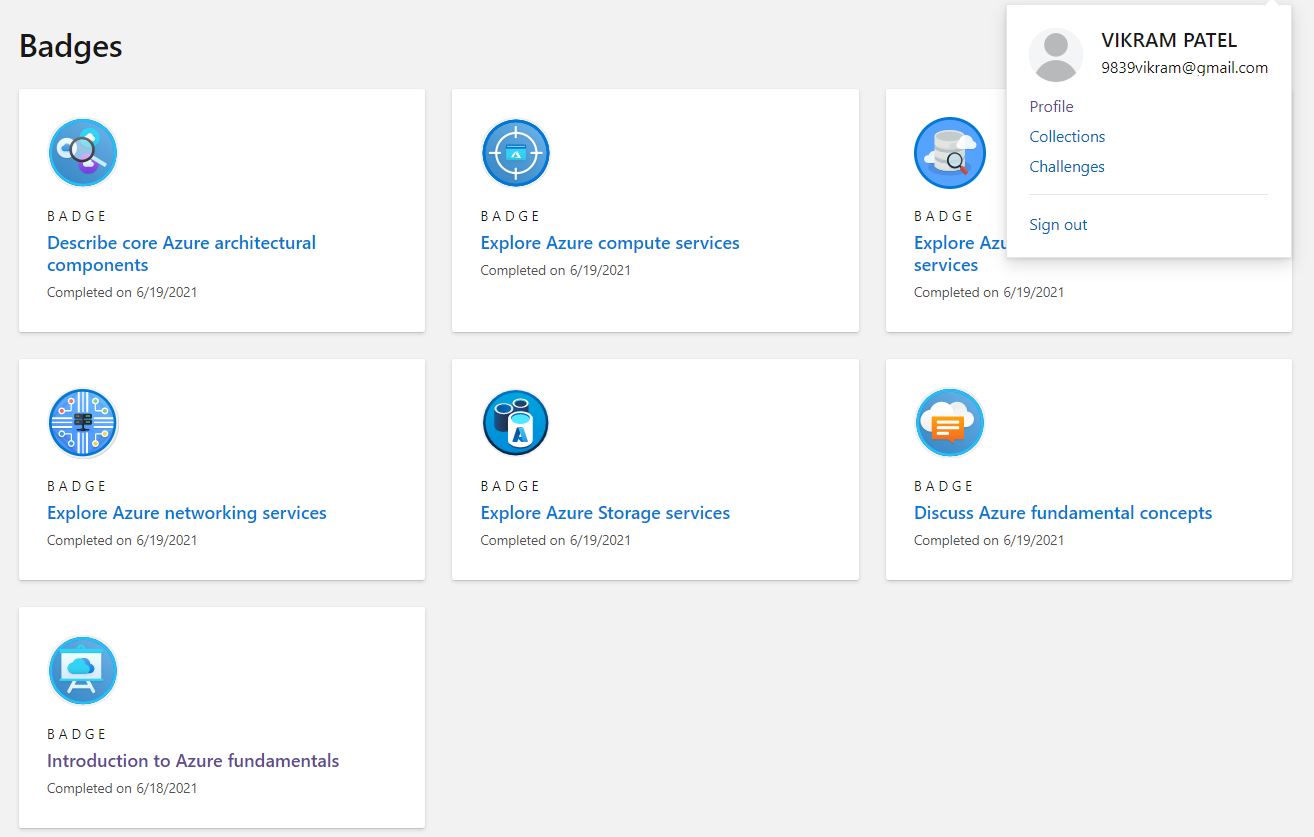 Badges
VIKRAM PATEL
9839vikram@gmail.com
Profile
Collections
Challenges
Sign out
BADGE
Describe core Azure architectural
components
Completed on 6/19/2021
BADGE
Explore Azure compute services
Completed on 6/19/2021
BADGE
Explore
services
Completed on 6/19/2021
BADGE
Explore Azure networking services
Completed on 6/19/2021
BADGE
Explore Azure Storage services
Completed on 6/19/2021
BADGE
Discuss Azure fundamental concepts
Completed on 6/19/2021
BADGE
Introduction to Azure fundamentals
Completed on 6/18/2021